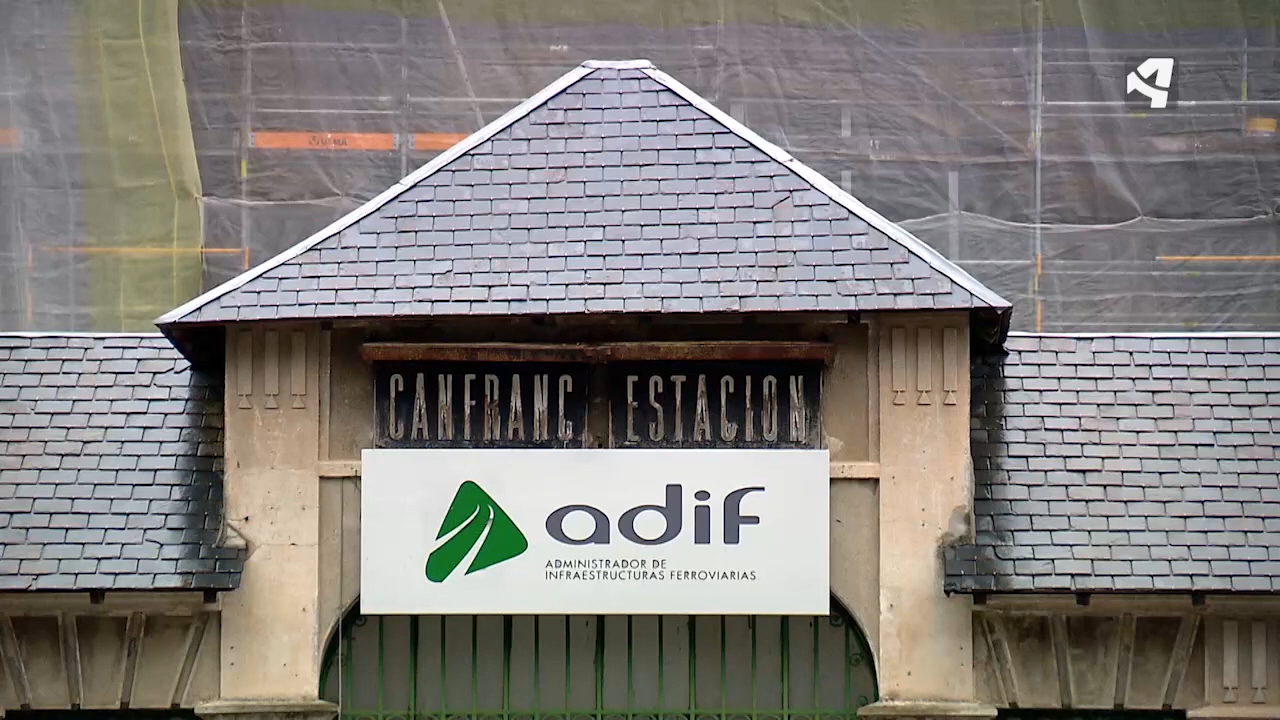 CANFRANC ESTACION
adif
ADMINISTRADOR DE
INFRAESTRUCTURAS FERROVIARIAS